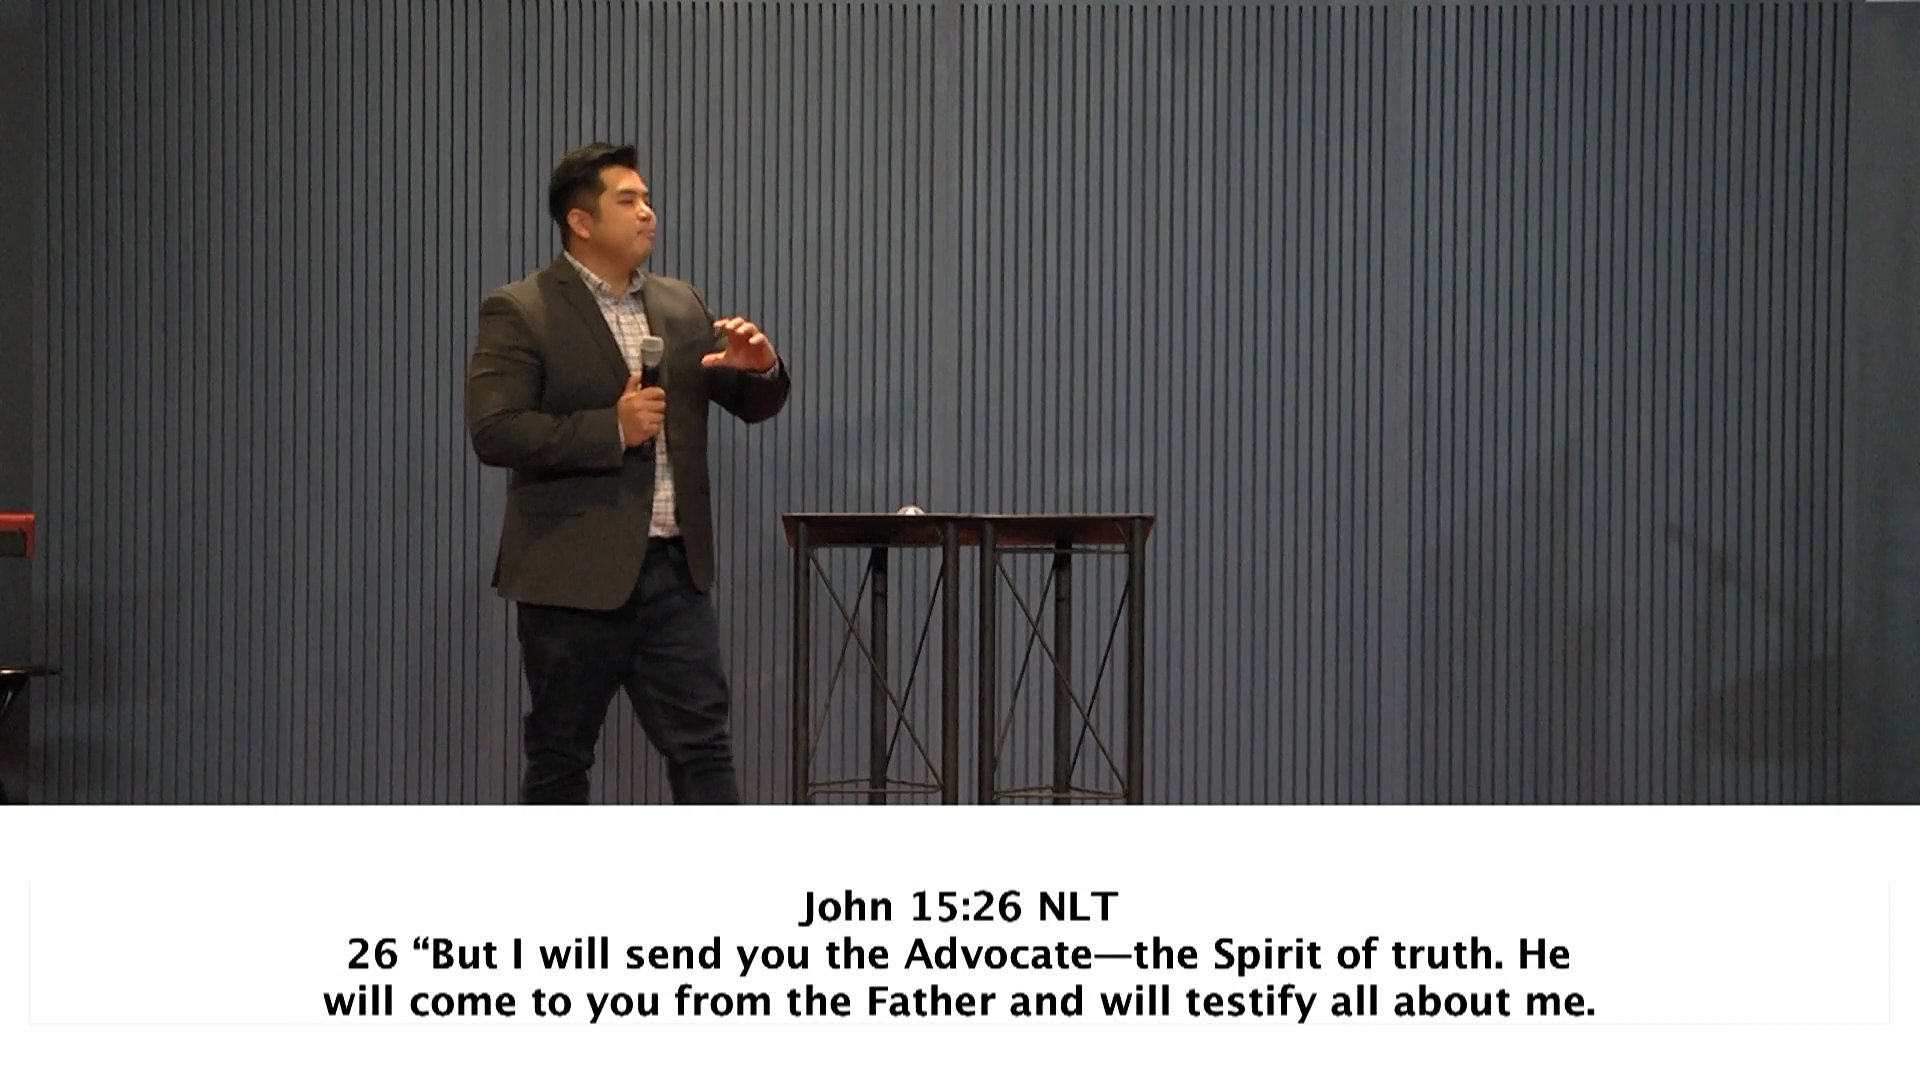 John 15:26 NLT
26 “But I will send you the Advocate—the Spirit of truth. He
will come to you from the Father and will testify all about me.